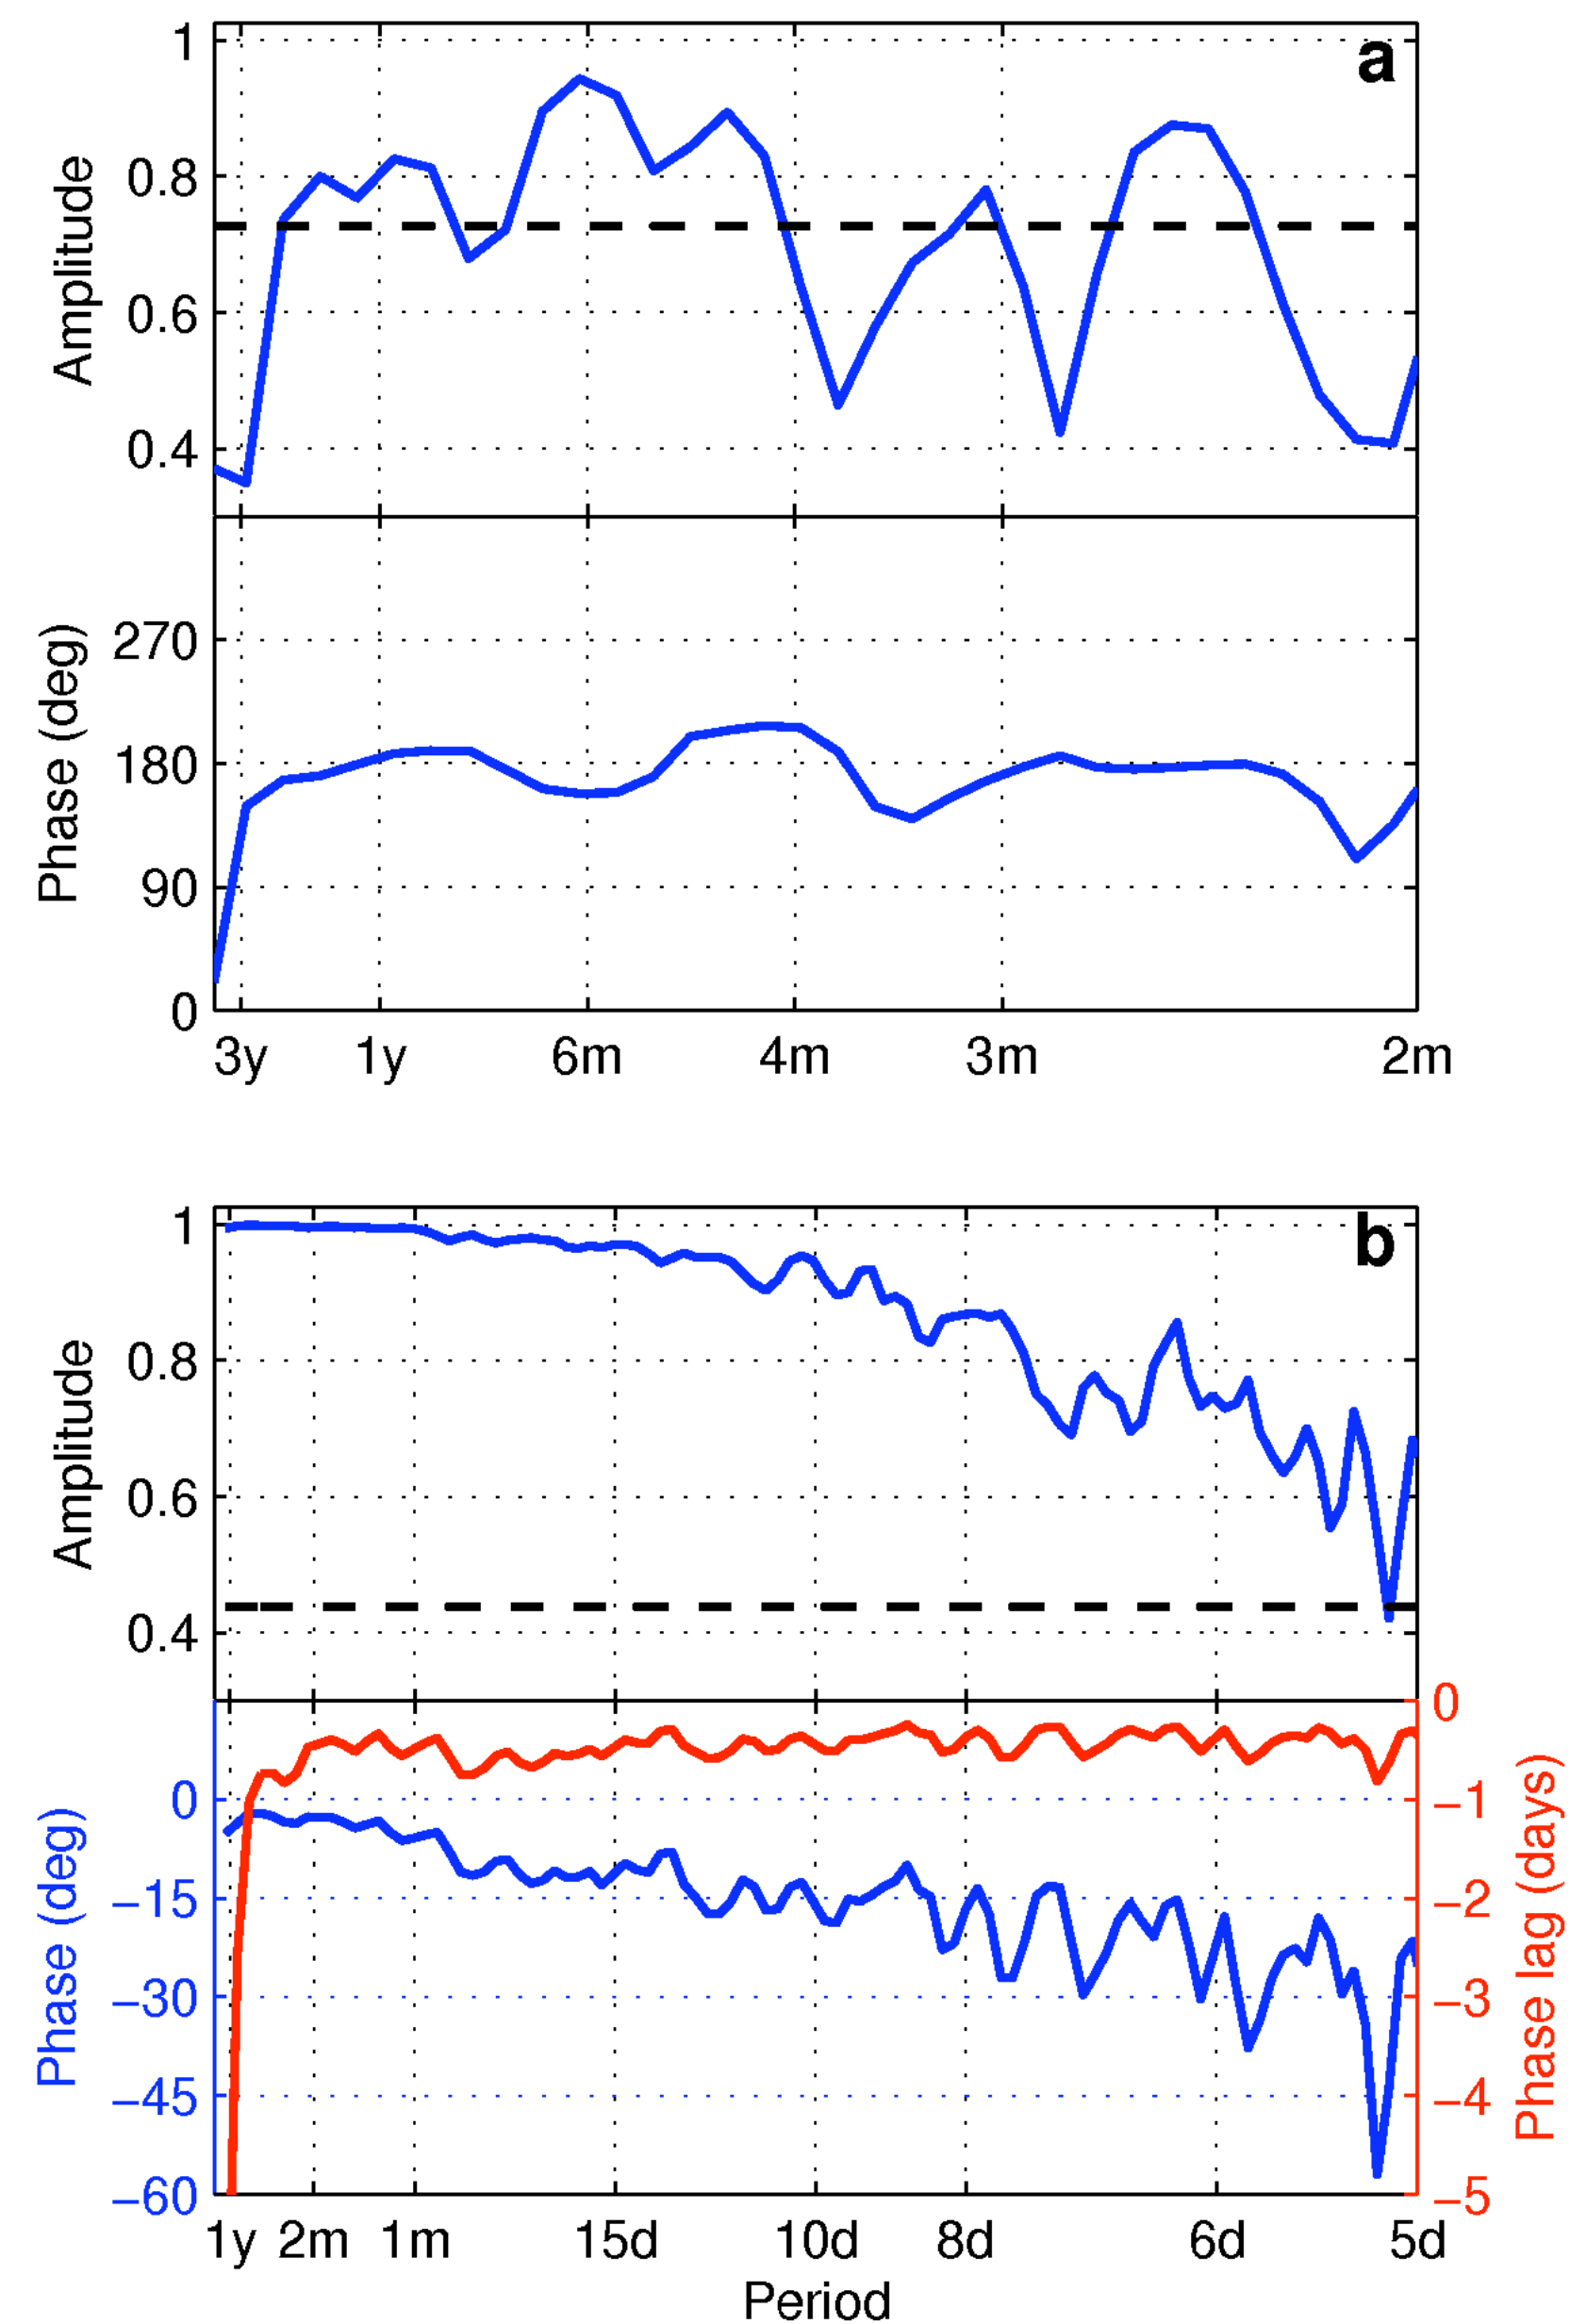 a
Amplitude
1
0.8
0.6
0.4
Phase (deg)
270
180
90
0
3y 1y 6m 4m 3m 2m
b
Amplitude
1
0.8
0.6
0.4
Phase (deg)
0
−15
−30
−45
−60
0
−1
−2
−3
−4
−5
Phase lag (days)
1y 2m 1m 15d 10d 8d 6d 5d
Period